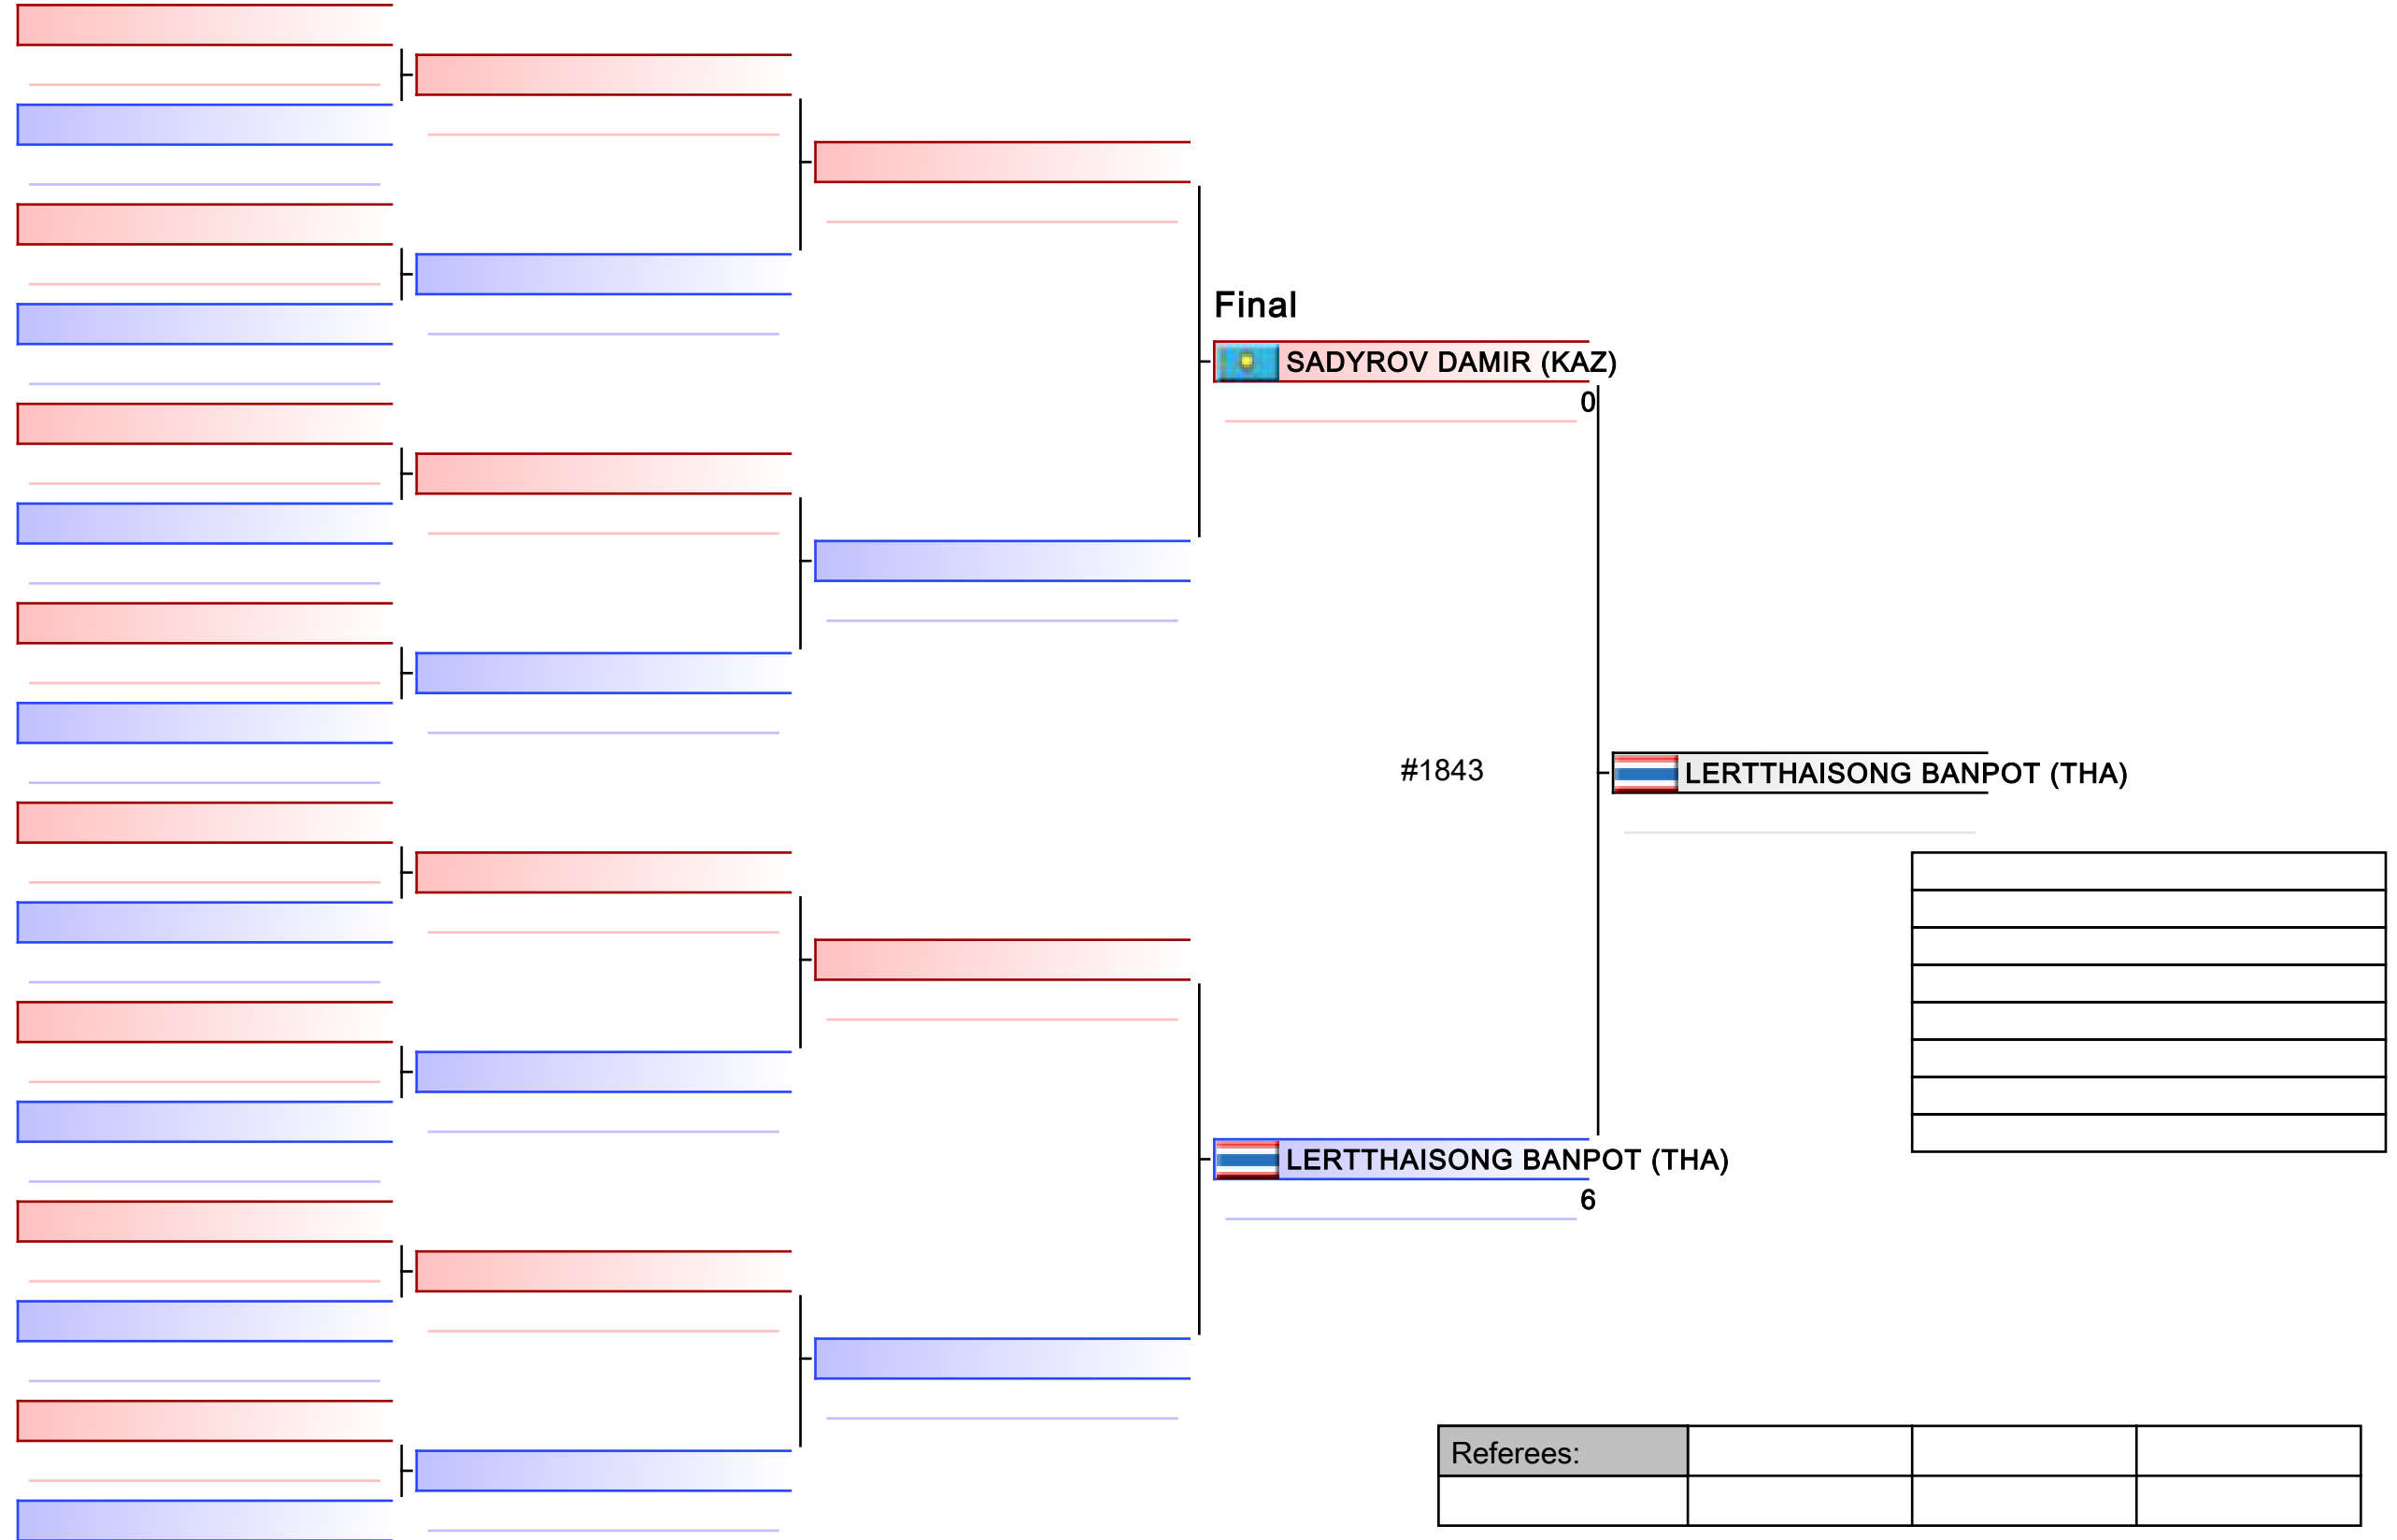 Final
SADYROV DAMIR (KAZ)
0
#1843
LERTTHAISONG BANPOT (THA)
LERTTHAISONG BANPOT (THA)
6
Referees: